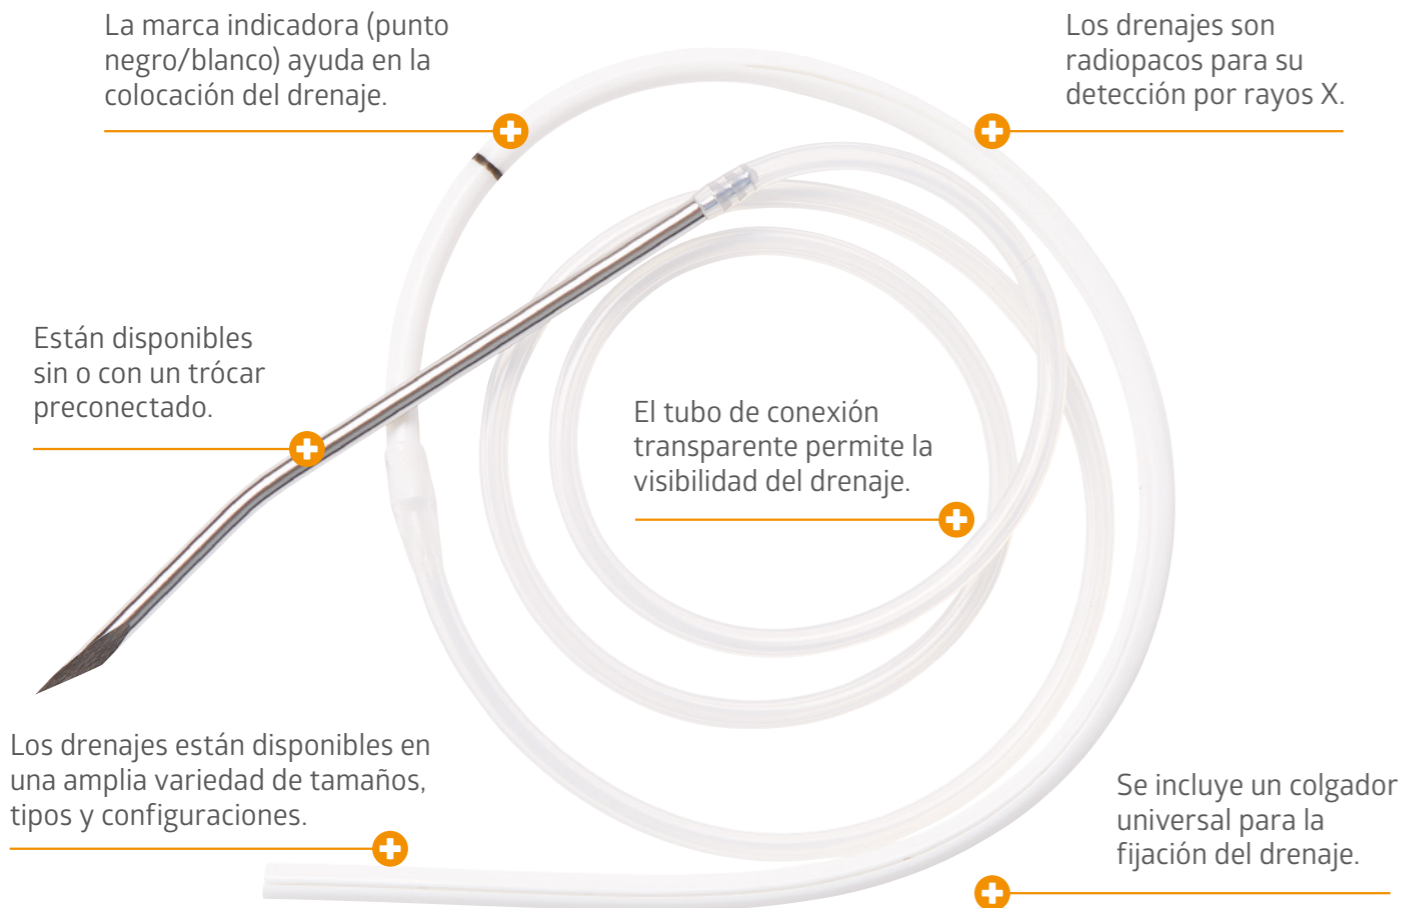 La marca indicadora (punto
negro/blanco) ayuda en la
colocación del drenaje.
Los drenajes son
radiopacos para su
detección por rayos X.
Están disponibles
sin o con un trócar
preconectado.
El tubo de conexión
transparente permite la
visibilidad del drenaje.
Los drenajes están disponibles en
una amplia variedad de tamaños,
tipos y configuraciones.
Se incluye un colgador
universal para la
fijación del drenaje.